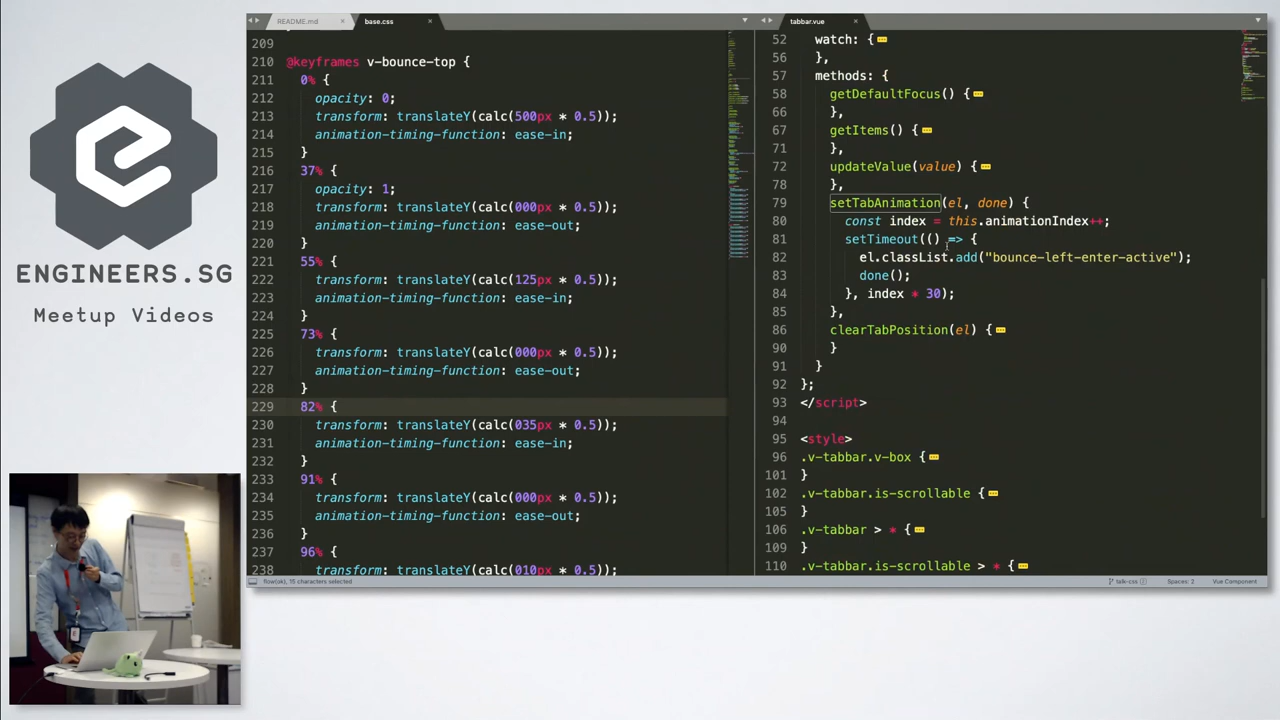 ENGINEERS.SG
Meetup Videos
README.md
base.css
209
210 @keyframes v-bounce-top {
211 0% {
212 opacity: 0;
213 transform: translateY(calc(500px * 0.5));
214 animation-timing-function: ease-in;
215 }
216 37% {
217 opacity: 1;
218 transform: translateY(calc(000px * 0.5));
219 animation-timing-function: ease-out;
220 }
221 55% {
222 transform: translateY(calc(125px * 0.5));
223 animation-timing-function: ease-in;
224 }
225 73% {
226 transform: translateY(calc(000px * 0.5));
227 animation-timing-function: ease-out;
228 }
229 82% {
230 transform: translateY(calc(035px * 0.5));
231 animation-timing-function: ease-in;
232 }
233 91% {
234 transform: translateY(calc(000px * 0.5));
235 animation-timing-function: ease-out;
236 }
237 96% {
238 transform: translateY(calc(010px * 0.5));
tabbar.vue
52 watch: {
56 },
57 methods: {
58 getDefaultFocus() {
66 },
67 getItems() {
71 },
72 updateValue(value) {
78 },
79 setTabAnimation(el, done) {
80 const index = this.animationIndex++;
81 setTimeout(() => {
82 el.classList.add("bounce-left-enter-active");
83 done();
84 }, index * 30);
85 },
86 clearTabPosition(el) {
90 }
91 }
92 };
93 </script>
94
95 <style>
96 .v-tabbar.v-box {
101 }
102 .v-tabbar.is-scrollable {
105 }
106 .v-tabbar > * {
109 }
110 .v-tabbar.is-scrollable > * {
15 characters selected
talk-css
Spaces: 2
Vue Component